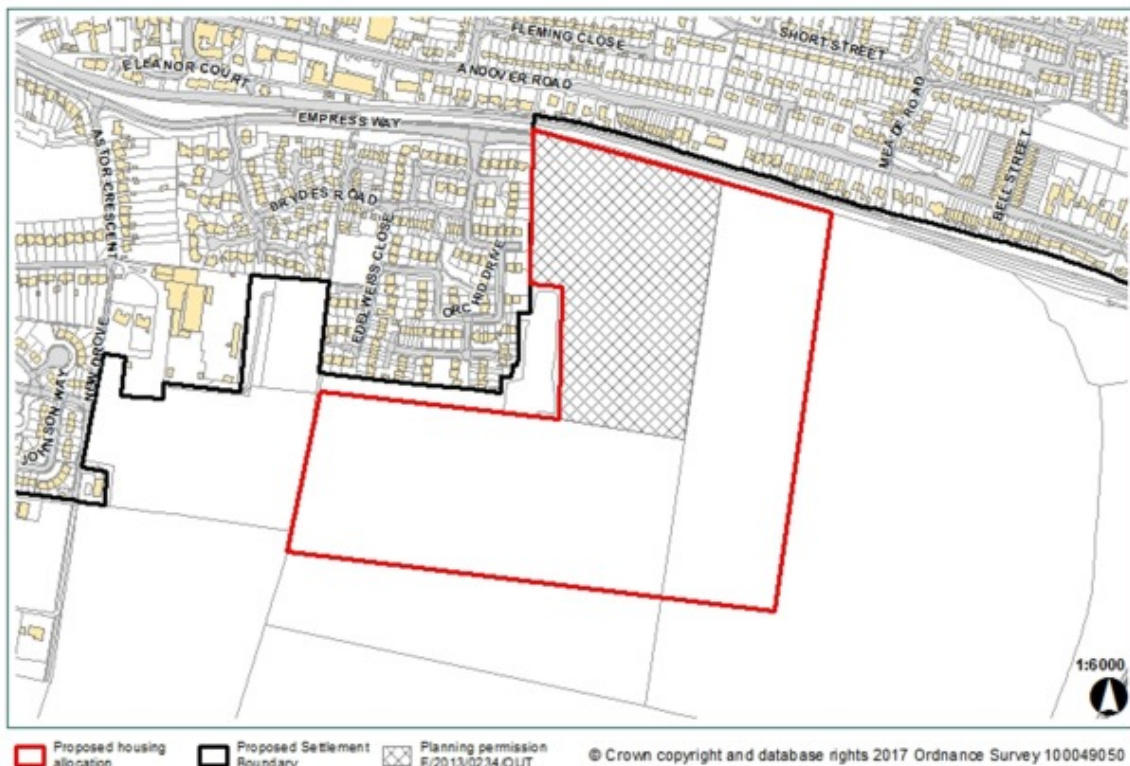 FLEMING CLOSE
SHORT STREET
ELEANOR COURT
ANDOVER ROAD
EMPRESS WAY
MEAD ROAD
ASTOR CRESCENT
BELL STREET
BRYDES ROAD
EDELWEISS CLOSE
ORCHID DRIVE
NEW DROVE
JOHNSON WAY
1:6000
Proposed housing
allocation
Proposed Settlement
Boundary
Planning permission
E/2013/0234/OUT
© Crown copyright and database rights 2017 Ordnance Survey 100049050